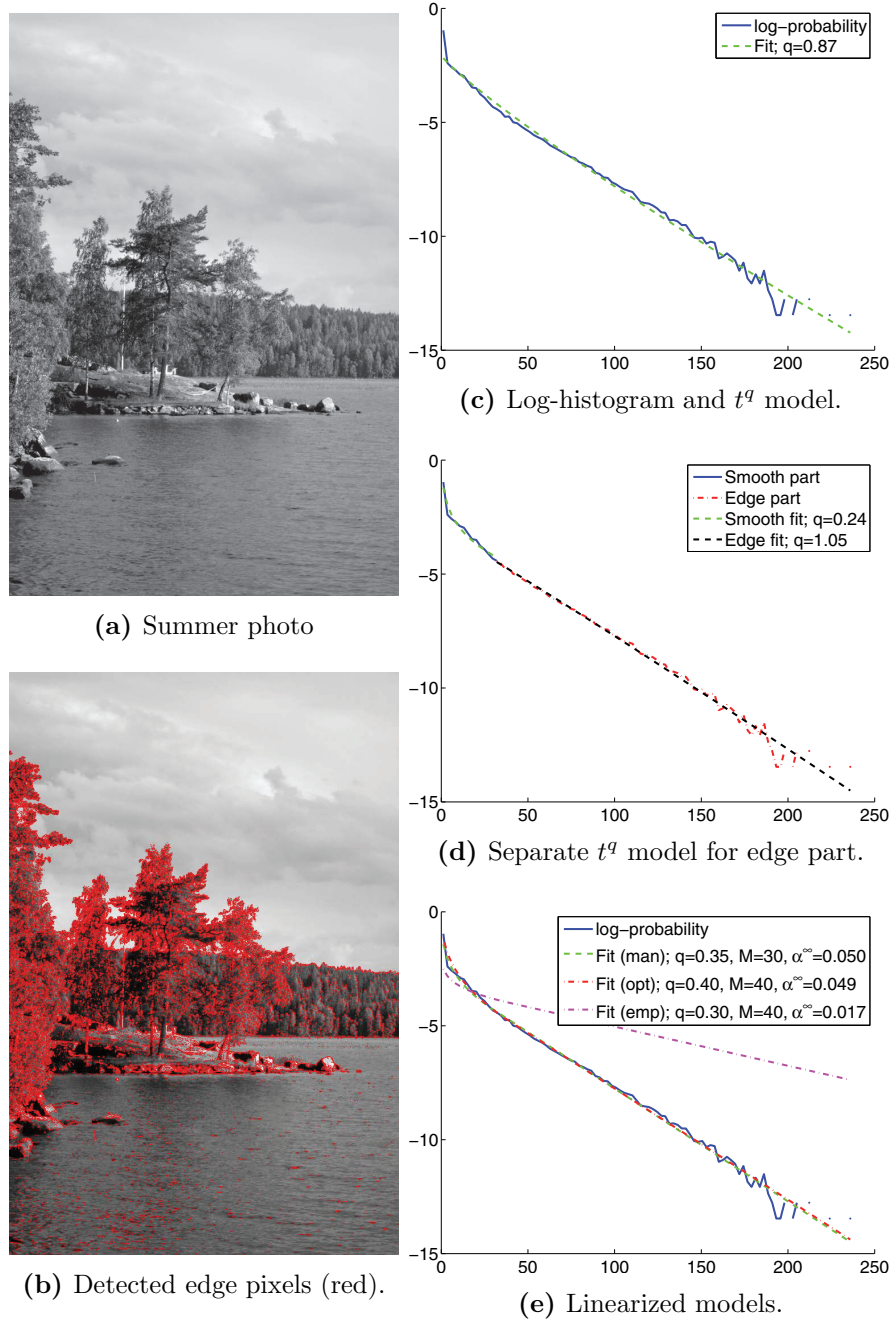 (a) Summer photo
(b) Detected edge pixels (red).
0
−5
−10
−15
0 50 100 150 200 250
log−probability
Fit; q=0.87
(c) Log-histogram and t^q model.
0
−5
−10
−15
0 50 100 150 200 250
Smooth part
Edge part
Smooth fit; q=0.24
Edge fit; q=1.05
(d) Separate t^q model for edge part.
0
−5
−10
−15
0 50 100 150 200 250
log−probability
Fit (man); q=0.35, M=30, α^∞=0.050
Fit (opt); q=0.40, M=40, α^∞=0.049
Fit (emp); q=0.30, M=40, α^∞=0.017
(e) Linearized models.